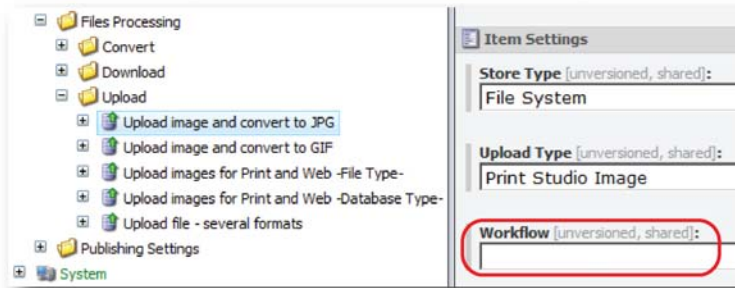 Files Processing
Convert
Download
Upload
Upload image and convert to JPG
Upload image and convert to GIF
Upload images for Print and Web -File Type-
Upload images for Print and Web -Database Type-
Upload file - several formats
Publishing Settings
System
Item Settings
Store Type [unversioned, shared]:
File System
Upload Type [unversioned, shared]:
Print Studio Image
Workflow [unversioned, shared]: